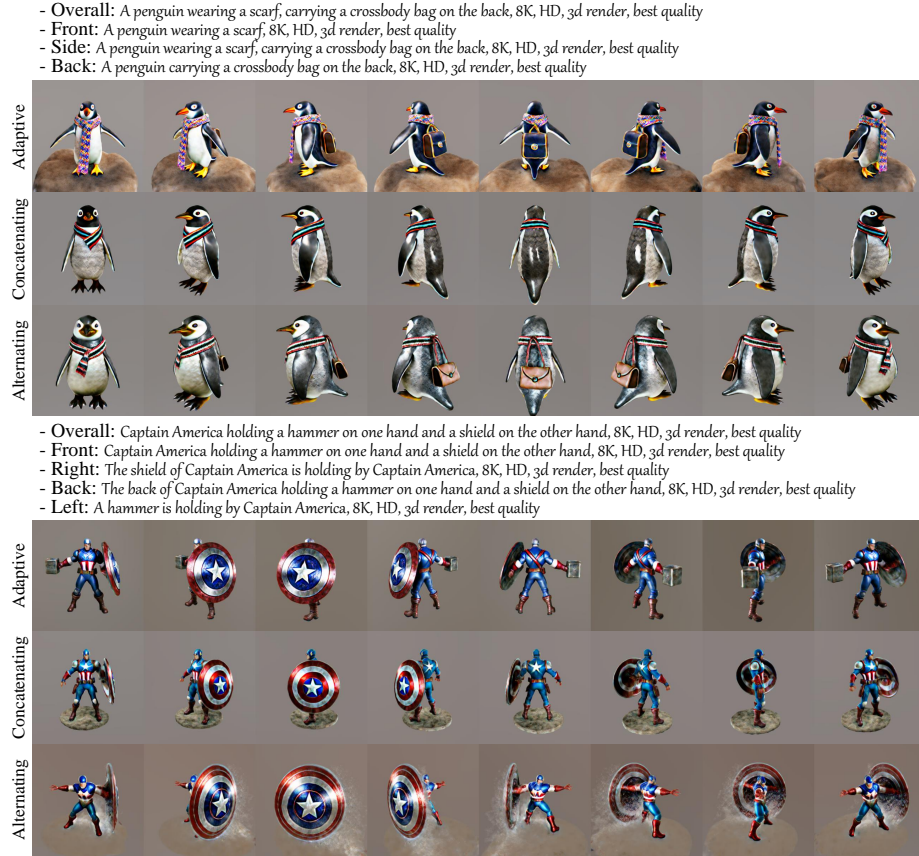 - Overall: A penguin wearing a scarf, carrying a crossbody bag on the back, 8K, HD, 3d render, best quality
- Front: A penguin wearing a scarf, 8K, HD, 3d render, best quality
- Side: A penguin wearing a scarf, carrying a crossbody bag on the back, 8K, HD, 3d render, best quality
- Back: A penguin carrying a crossbody bag on the back, 8K, HD, 3d render, best quality
Adaptive
Concatenating
Alternating
- Overall: Captain America holding a hammer on one hand and a shield on the other hand, 8K, HD, 3d render, best quality
- Front: Captain America holding a hammer on one hand and a shield on the other hand, 8K, HD, 3d render, best quality
- Right: The shield of Captain America is holding by Captain America, 8K, HD, 3d render, best quality
- Back: The back of Captain America holding a hammer on one hand and a shield on the other hand, 8K, HD, 3d render, best quality
- Left: A hammer is holding by Captain America, 8K, HD, 3d render, best quality
Adaptive
Concatenating
Alternating